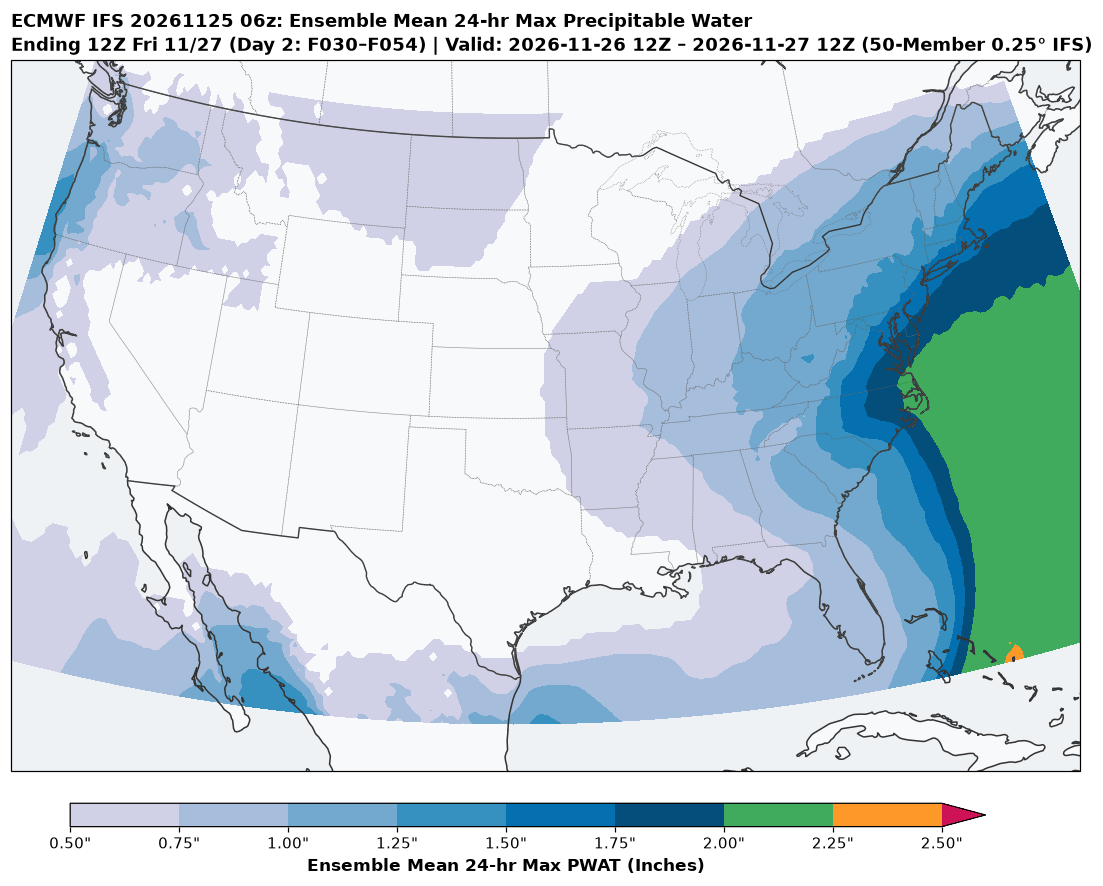 ECMWF IFS 20261125 06z: Ensemble Mean 24-hr Max Precipitable Water
Ending 12Z Fri 11/27 (Day 2: F030–F054) | Valid: 2026-11-26 12Z – 2026-11-27 12Z (50-Member 0.25° IFS)
0.50" 0.75" 1.00" 1.25" 1.50" 1.75" 2.00" 2.25" 2.50"
Ensemble Mean 24-hr Max PWAT (Inches)